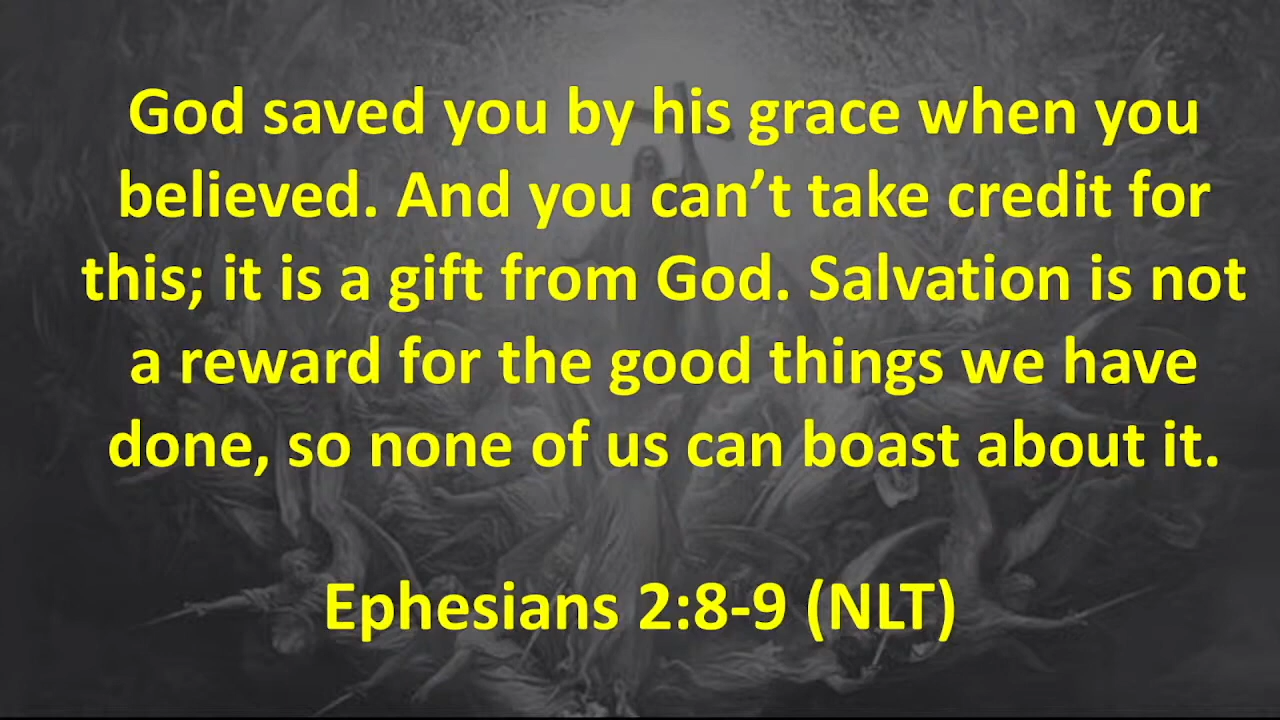 God saved you by his grace when you
believed. And you can’t take credit for
this; it is a gift from God. Salvation is not
a reward for the good things we have
done, so none of us can boast about it.
Ephesians 2:8-9 (NLT)